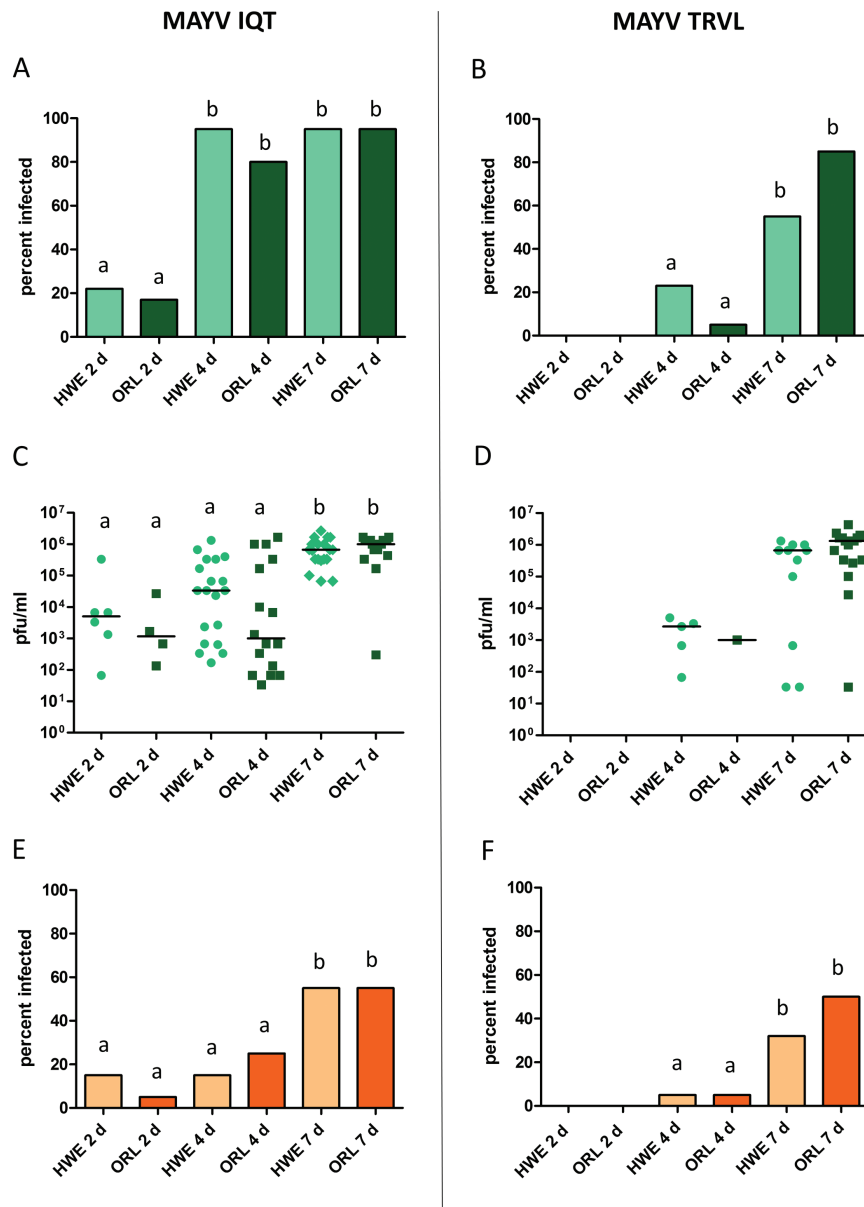 MAYV IQT
MAYV TRVL
A
percent infected
100
80
60
40
20
0
a
a
b
b
b
b
HWE 2 d
ORL 2 d
HWE 4 d
ORL 4 d
HWE 7 d
ORL 7 d
B
percent infected
100
80
60
40
20
0
a
a
b
b
HWE 2 d
ORL 2 d
HWE 4 d
ORL 4 d
HWE 7 d
ORL 7 d
C
pfu/ml
10⁷
10⁶
10⁵
10⁴
10³
10²
10¹
10⁰
a
a
a
a
b
b
HWE 2 d
ORL 2 d
HWE 4 d
ORL 4 d
HWE 7 d
ORL 7 d
D
pfu/ml
10⁷
10⁶
10⁵
10⁴
10³
10²
10¹
10⁰
HWE 2 d
ORL 2 d
HWE 4 d
ORL 4 d
HWE 7 d
ORL 7 d
E
percent infected
100
80
60
40
20
0
a
a
a
a
b
b
HWE 2 d
ORL 2 d
HWE 4 d
ORL 4 d
HWE 7 d
ORL 7 d
F
percent infected
100
80
60
40
20
0
a
a
b
b
HWE 2 d
ORL 2 d
HWE 4 d
ORL 4 d
HWE 7 d
ORL 7 d